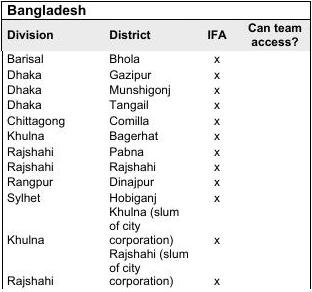 Bangladesh
Division District IFA Can team
access?
Barisal Bhola x
Dhaka Gazipur x
Dhaka Munshigonj x
Dhaka Tangail x
Chittagong Comilla x
Khulna Bagerhat x
Rajshahi Pabna x
Rajshahi Rajshahi x
Rangpur Dinajpur x
Sylhet Hobiganj x
Khulna (slum
of city
Khulna corporation) x
Rajshahi (slum
of city
Rajshahi corporation) x